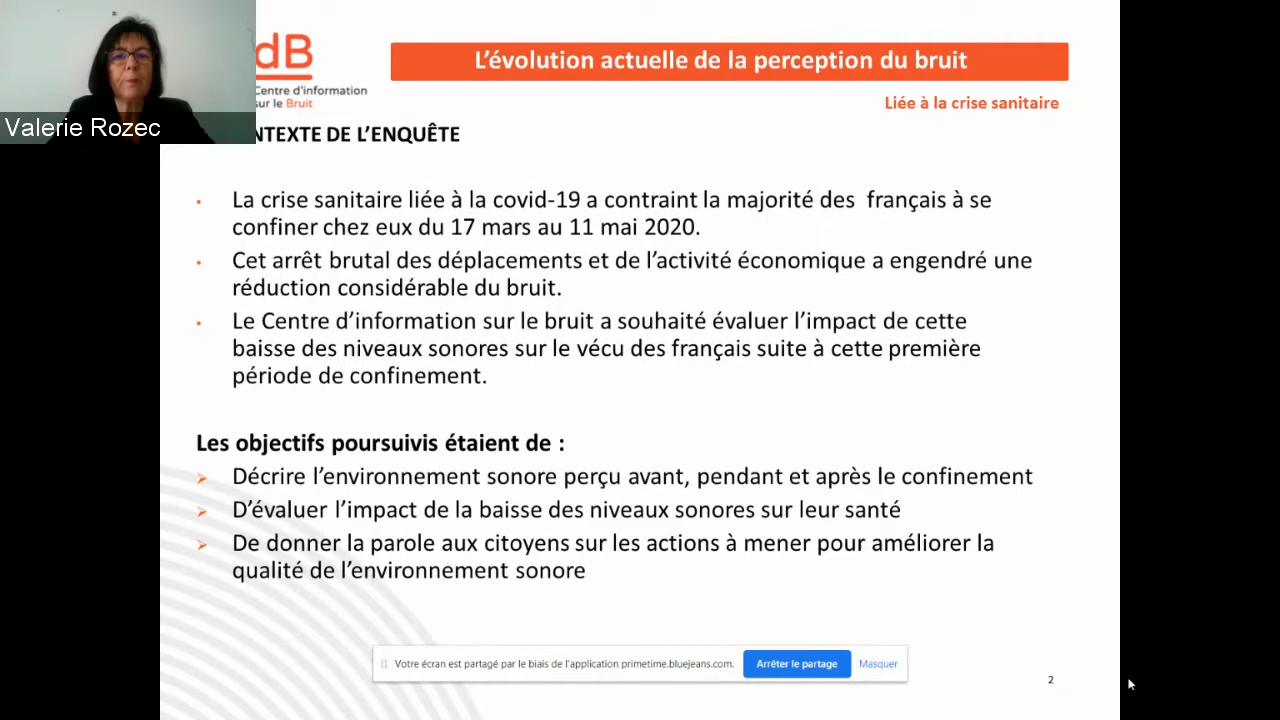 dB
Centre d'information
sur le Bruit
Valerie Rozec
L'évolution actuelle de la perception du bruit
Liée à la crise sanitaire
NTEXTE DE L'ENQUÊTE
• La crise sanitaire liée à la covid-19 a contraint la majorité des français à se
confiner chez eux du 17 mars au 11 mai 2020.
• Cet arrêt brutal des déplacements et de l'activité économique a engendré une
réduction considérable du bruit.
• Le Centre d'information sur le bruit a souhaité évaluer l'impact de cette
baisse des niveaux sonores sur le vécu des français suite à cette première
période de confinement.
Les objectifs poursuivis étaient de :
➢ Décrire l'environnement sonore perçu avant, pendant et après le confinement
➢ D'évaluer l'impact de la baisse des niveaux sonores sur leur santé
➢ De donner la parole aux citoyens sur les actions à mener pour améliorer la
qualité de l'environnement sonore
Votre écran est partagé par le biais de l'application primetime.bluejeans.com.
Arrêter le partage
Masquer
2